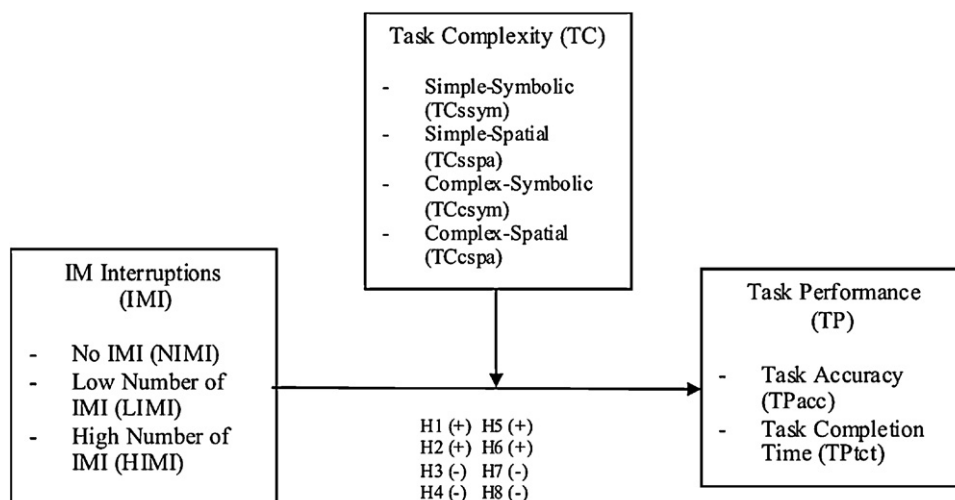 Task Complexity (TC)
- Simple-Symbolic
(TCssym)
- Simple-Spatial
(TCsspa)
- Complex-Symbolic
(TCcsym)
- Complex-Spatial
(TCcspa)
IM Interruptions
(IMI)
- No IMI (NIMI)
- Low Number of
IMI (LIMI)
- High Number of
IMI (HIMI)
H1 (+) H5 (+)
H2 (+) H6 (+)
H3 (-) H7 (-)
H4 (-) H8 (-)
Task Performance
(TP)
- Task Accuracy
(TPacc)
- Task Completion
Time (TPtct)